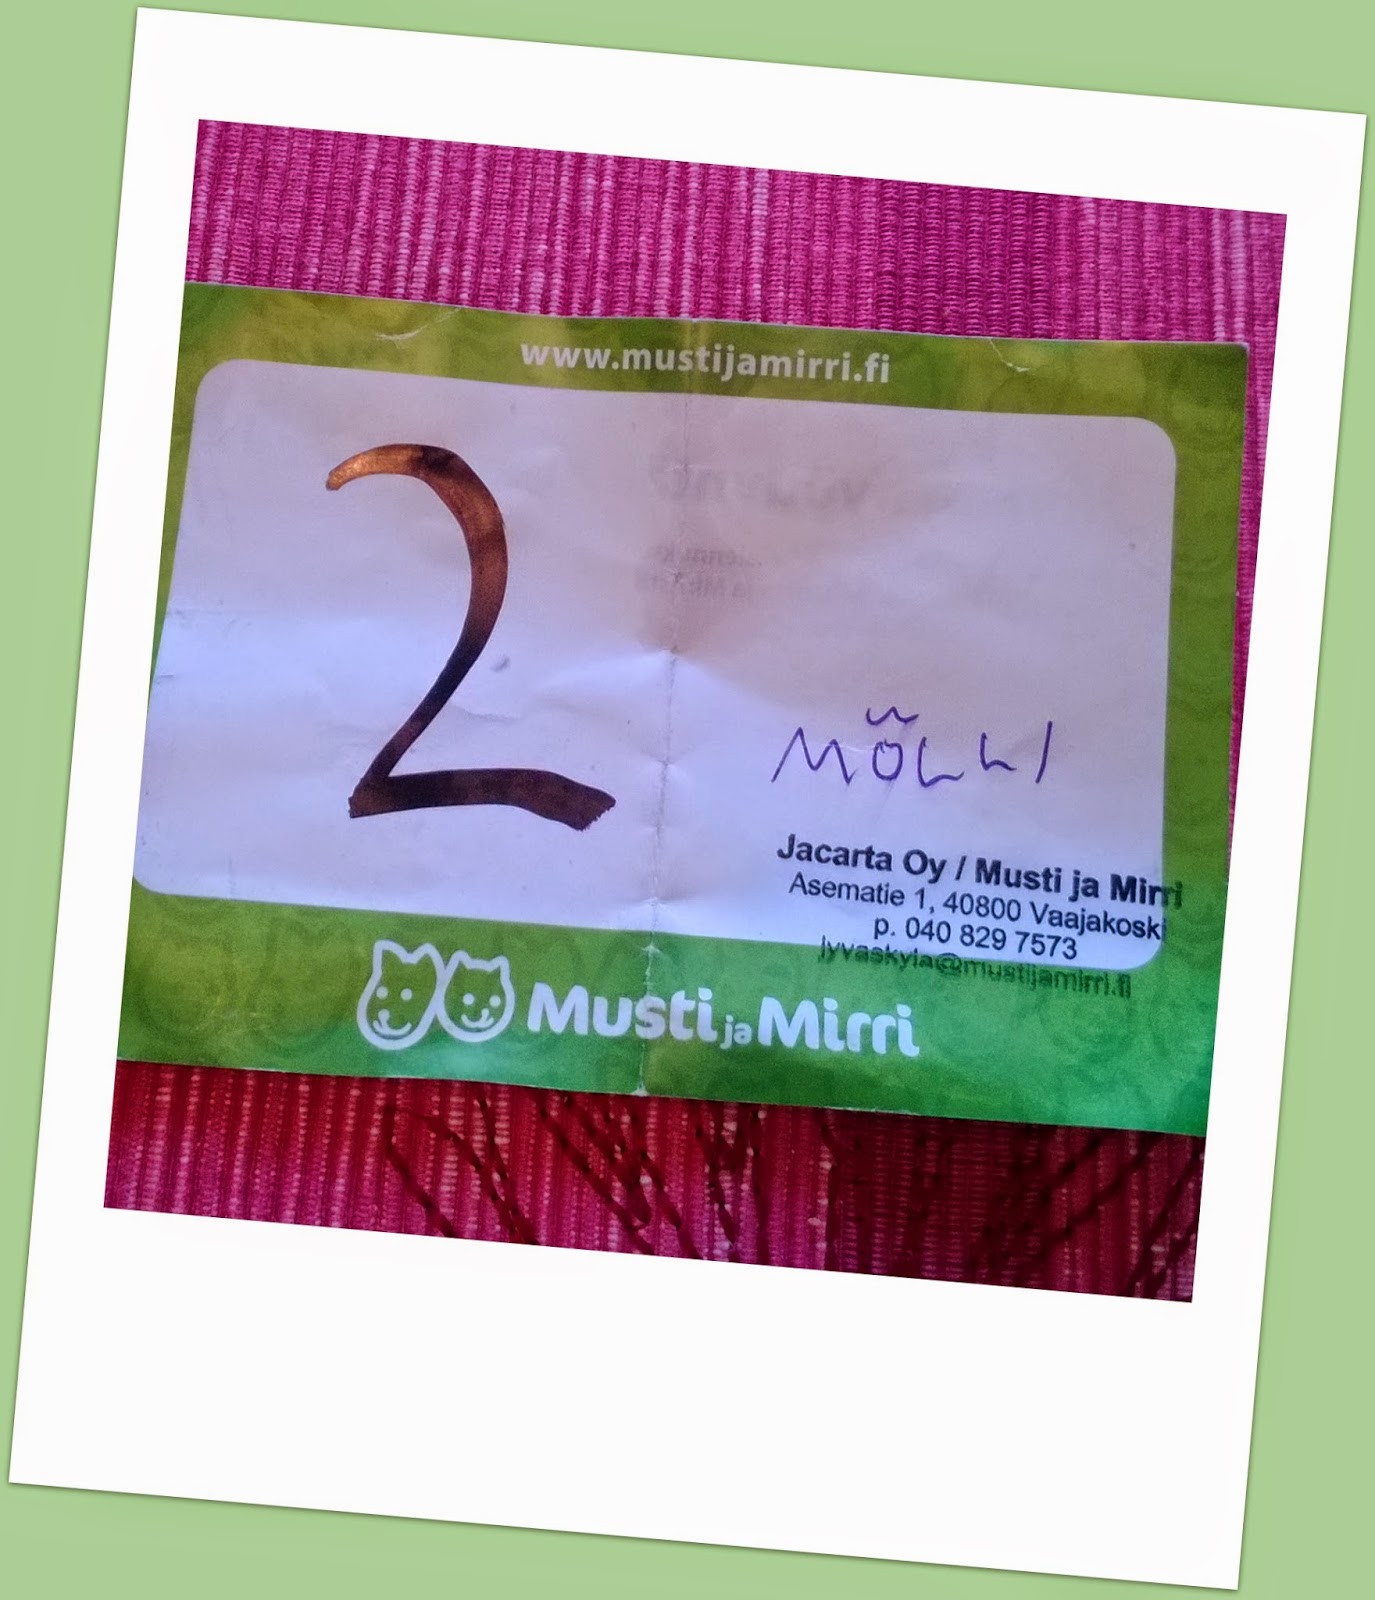 www.mustijamirri.fi
2
MÖLLI
Jacarta Oy / Musti ja Mirri
Asematie 1, 40800 Vaajakoski
p. 040 829 7573
jyvaskyla@mustijamirri.fi
Musti ja Mirri